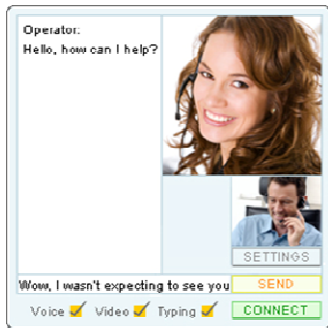 Operator:
Hello, how can I help?
SETTINGS
Wow, I wasn't expecting to see you
SEND
Voice Video Typing
CONNECT